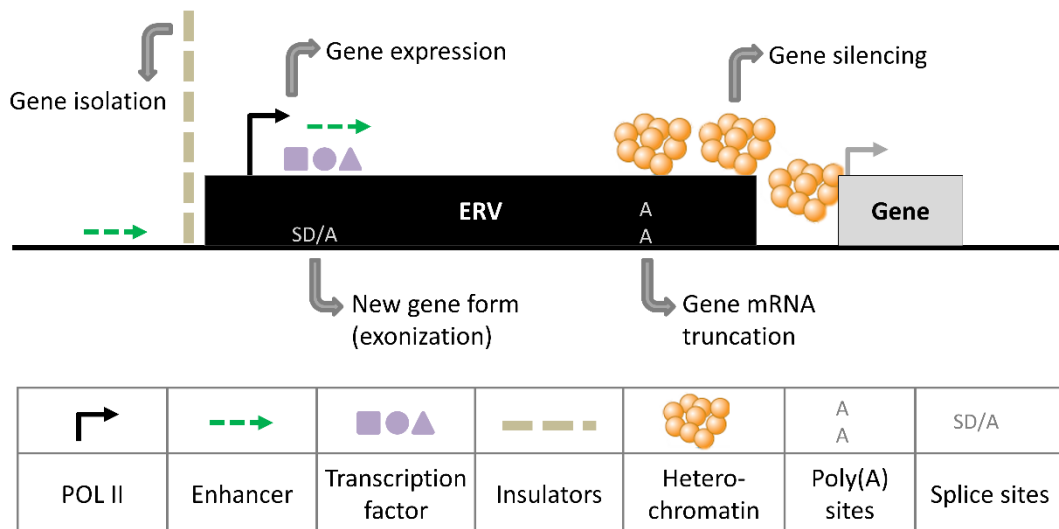 Gene expression
Gene silencing
Gene isolation
ERV
A
A
Gene
SD/A
New gene form
(exonization)
Gene mRNA
truncation
A
A
SD/A
POL II
Enhancer
Transcription
factor
Insulators
Hetero-
chromatin
Poly(A)
sites
Splice sites